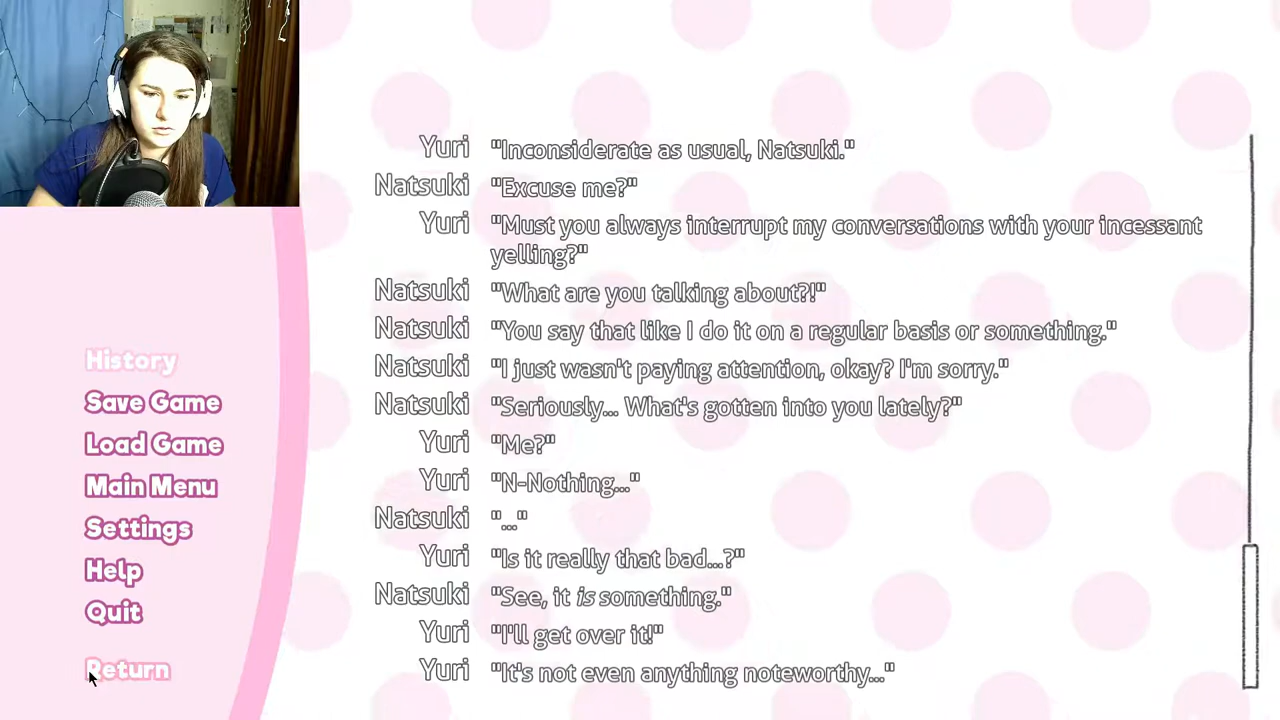 Yuri "Inconsiderate as usual, Natsuki."
Natsuki "Excuse me?"
Yuri "Must you always interrupt my conversations with your incessant
yelling?"
Natsuki "What are you talking about?!"
Natsuki "You say that like I do it on a regular basis or something."
Natsuki "I just wasn't paying attention, okay? I'm sorry."
Natsuki "Seriously... What's gotten into you lately?"
Yuri "Me?"
Yuri "N-Nothing..."
Natsuki "..."
Yuri "Is it really that bad...?"
Natsuki "See, it is something."
Yuri "I'll get over it!"
Yuri "It's not even anything noteworthy..."
History
Save Game
Load Game
Main Menu
Settings
Help
Quit
Return